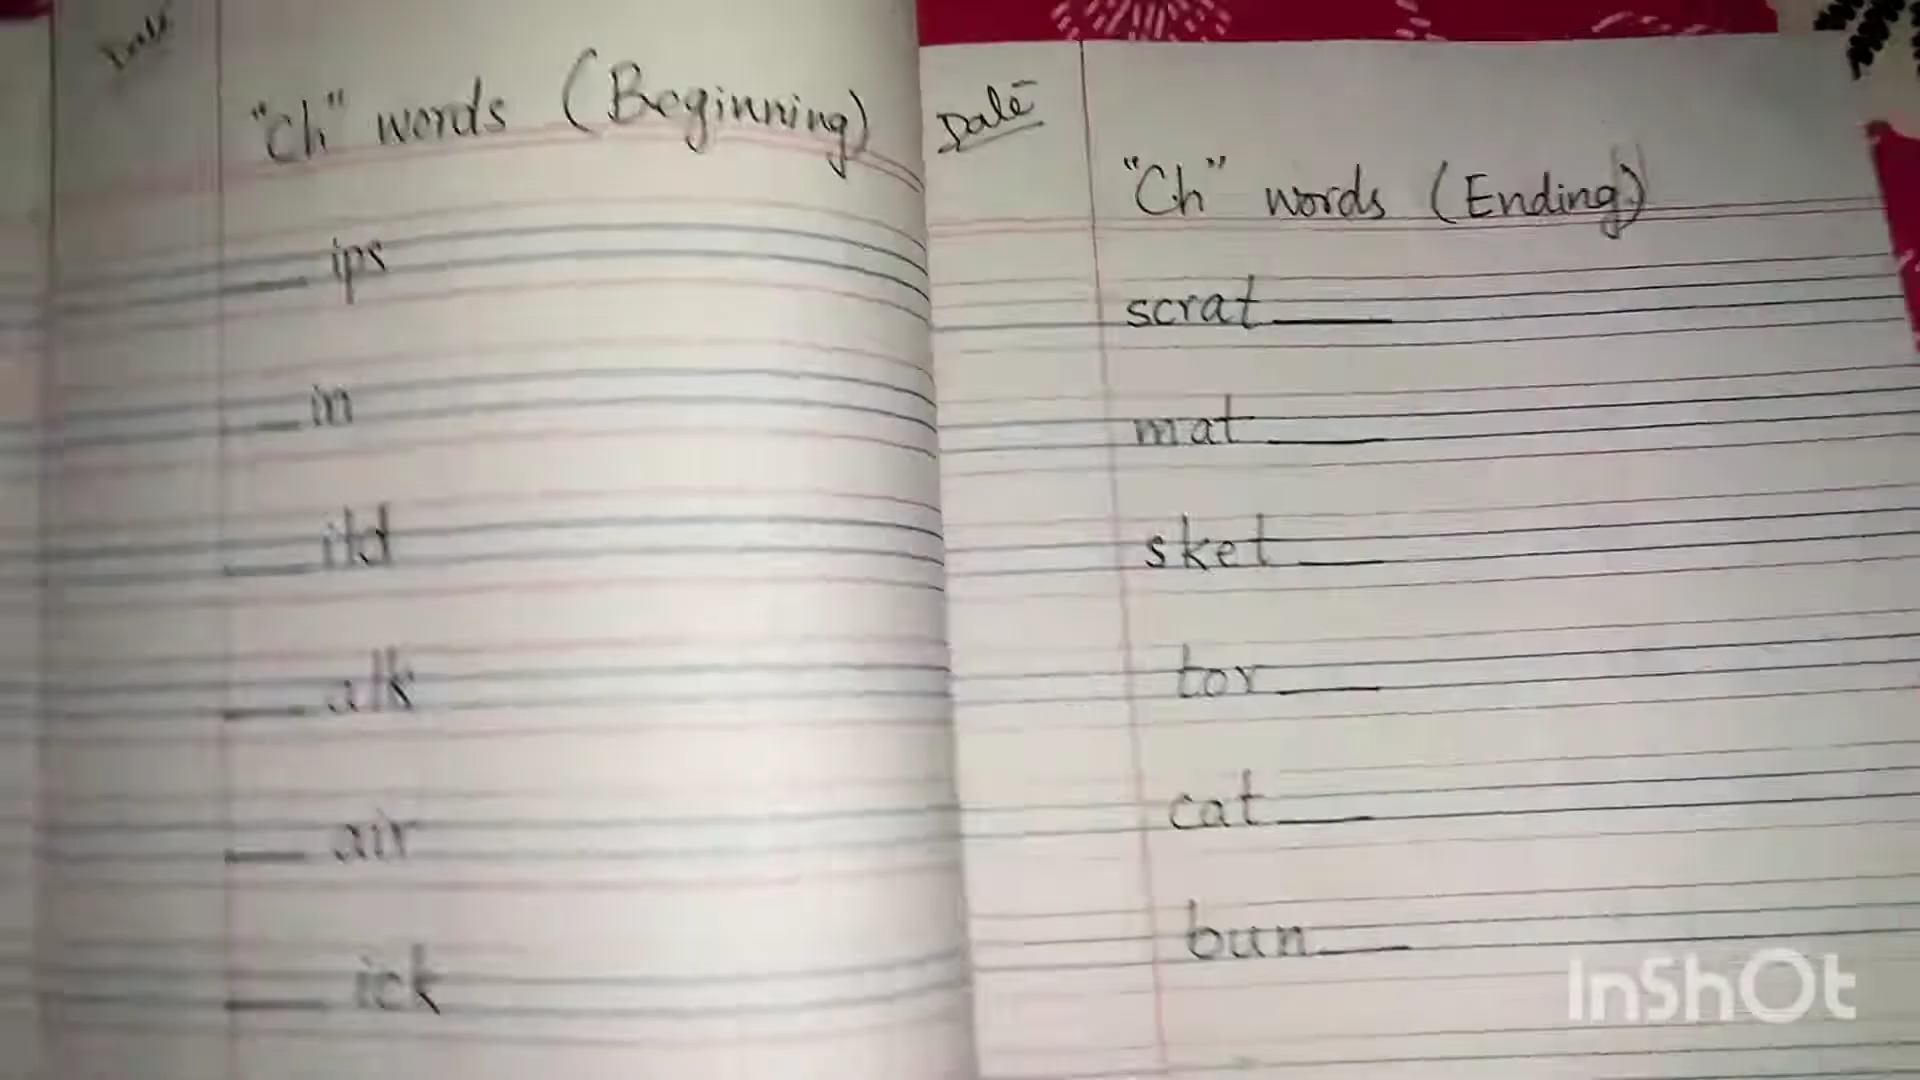 Date
"Ch" words (Beginning)
___ ips
___ in
___ ild
___ alk
___ air
___ ick
Date
"Ch" words (Ending)
scrat___
mat___
sket___
tor___
cat___
bun___
InShOt